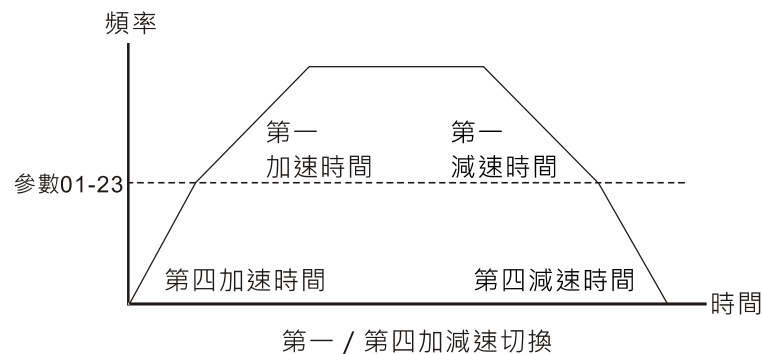 頻率
第一
加速時間
第一
減速時間
參數01-23
第四加速時間
第四減速時間
時間
第一 / 第四加減速切換